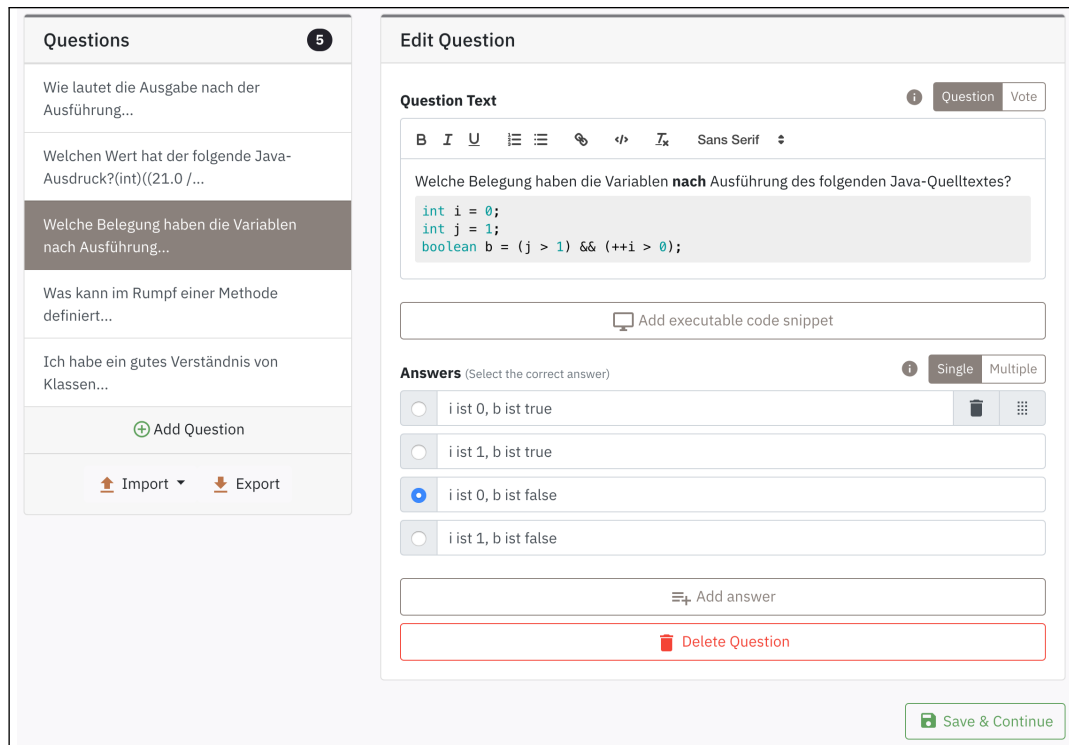 Questions 5
Wie lautet die Ausgabe nach der
Ausführung...
Welchen Wert hat der folgende Java-
Ausdruck?(int)((21.0 /...
Welche Belegung haben die Variablen
nach Ausführung...
Was kann im Rumpf einer Methode
definiert...
Ich habe ein gutes Verständnis von
Klassen...
Add Question
Import Export
Edit Question
Question Text Question Vote
B I U Sans Serif
Welche Belegung haben die Variablen nach Ausführung des folgenden Java-Quelltextes?
int i = 0;
int j = 1;
boolean b = (j > 1) && (++i > 0);
Add executable code snippet
Answers (Select the correct answer) Single Multiple
i ist 0, b ist true
i ist 1, b ist true
i ist 0, b ist false
i ist 1, b ist false
Add answer
Delete Question
Save & Continue